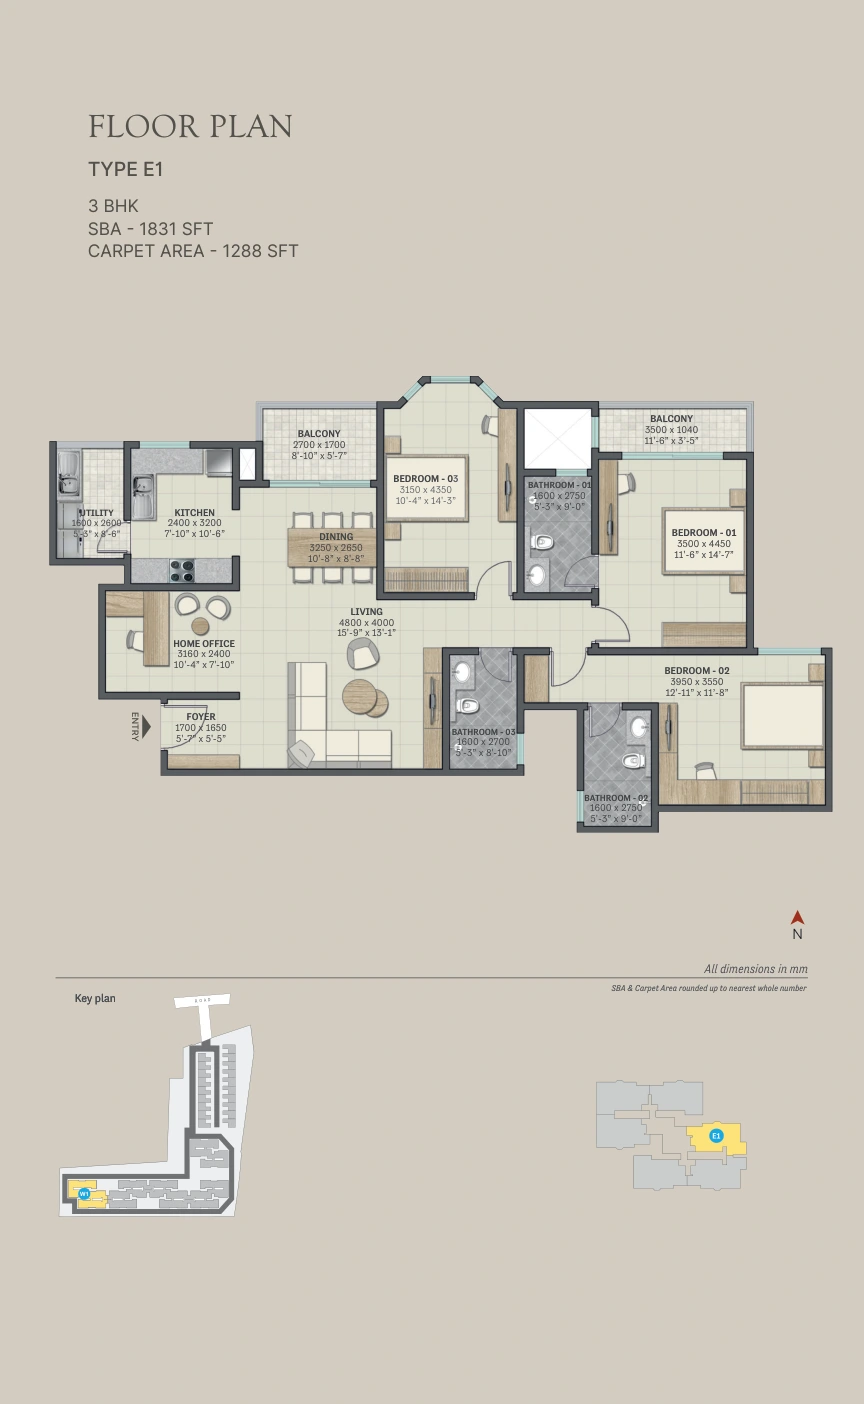 FLOOR PLAN
TYPE E1
3 BHK
SBA - 1831 SFT
CARPET AREA - 1288 SFT
BALCONY
2700 x 1700
8'-10" x 5'-7"
BALCONY
3500 x 1040
11'-6" x 3'-5"
BEDROOM - 03
3150 x 4350
10'-4" x 14'-3"
BATHROOM - 01
1600 x 2750
5'-3" x 9'-0"
UTILITY
1600 x 2600
5'-3" x 8'-6"
KITCHEN
2400 x 3200
7'-10" x 10'-6"
DINING
3250 x 2650
10'-8" x 8'-8"
BEDROOM - 01
3500 x 4450
11'-6" x 14'-7"
LIVING
4800 x 4000
15'-9" x 13'-1"
HOME OFFICE
3160 x 2400
10'-4" x 7'-10"
BEDROOM - 02
3950 x 3550
12'-11" x 11'-8"
ENTRY
FOYER
1700 x 1650
5'-7" x 5'-5"
BATHROOM - 03
1600 x 2700
5'-3" x 8'-10"
BATHROOM - 02
1600 x 2750
5'-3" x 9'-0"
N
All dimensions in mm
SBA & Carpet Area rounded up to nearest whole number
Key plan
ROAD
E1
W1